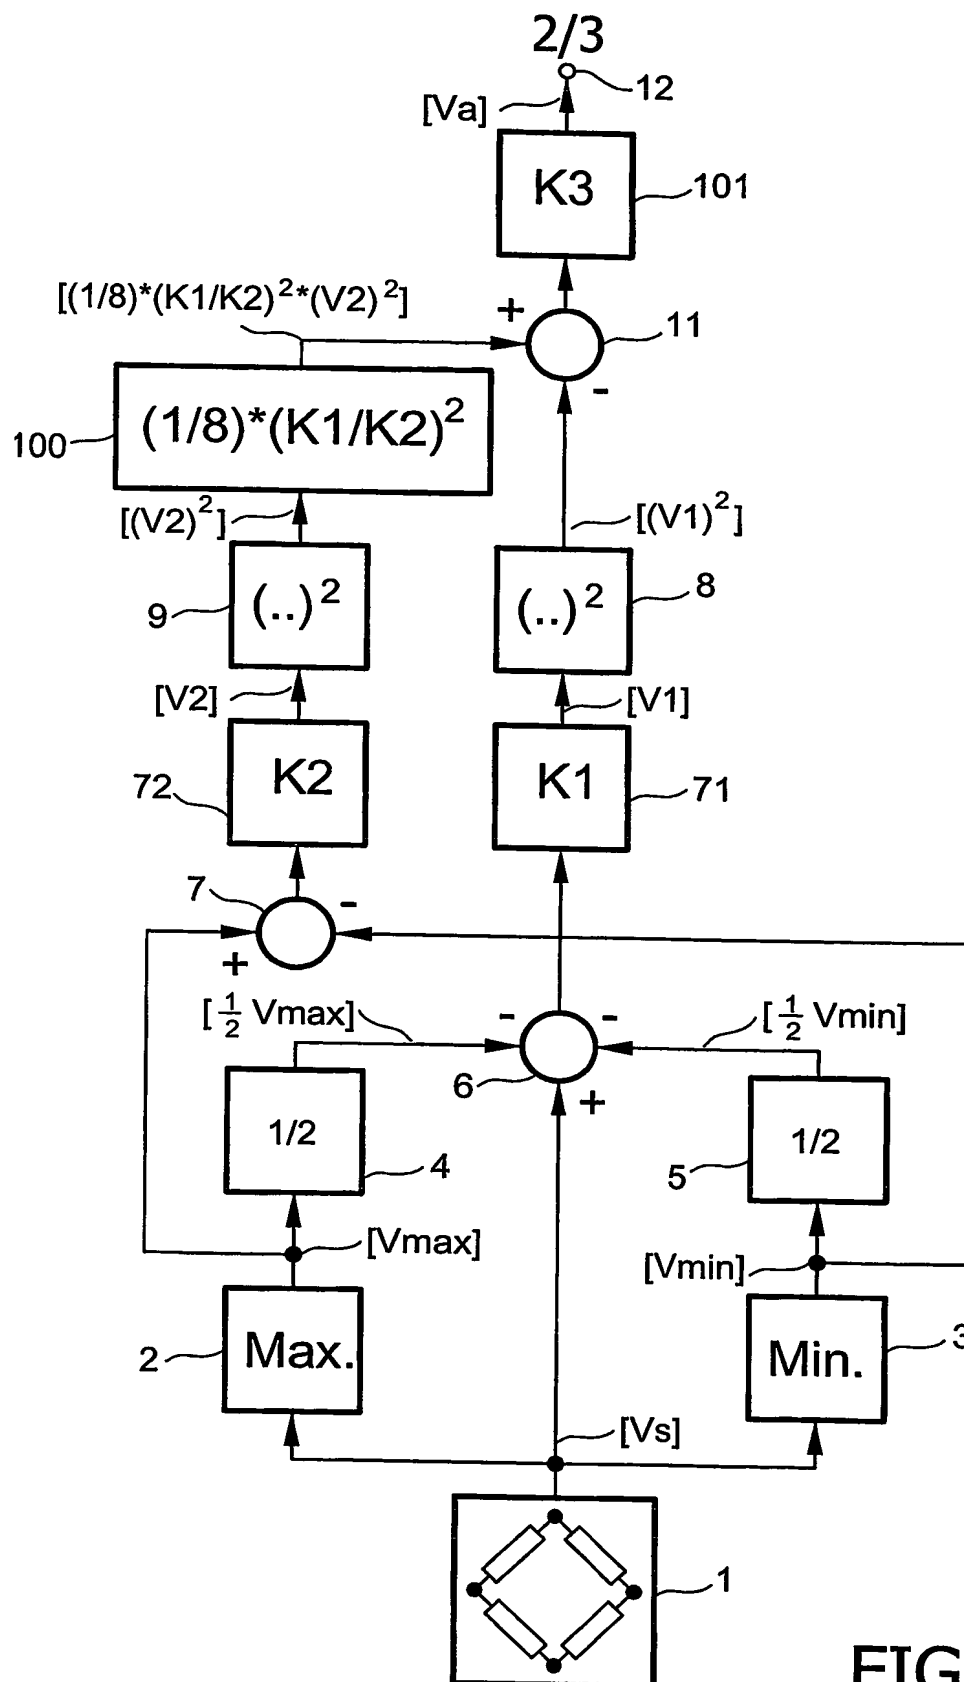 2/3
12
[Va]
K3
101
[(1/8)*(K1/K2)²*(V2)²]
+
11
-
(1/8)*(K1/K2)²
100
[(V2)²]
[(V1)²]
(..)²
9
(..)²
8
[V2]
[V1]
K2
72
K1
71
7
-
+
[½ Vmax]
-
-
[½ Vmin]
6
+
1/2
4
1/2
5
[Vmax]
[Vmin]
Max.
2
Min.
3
[Vs]
1
FIG